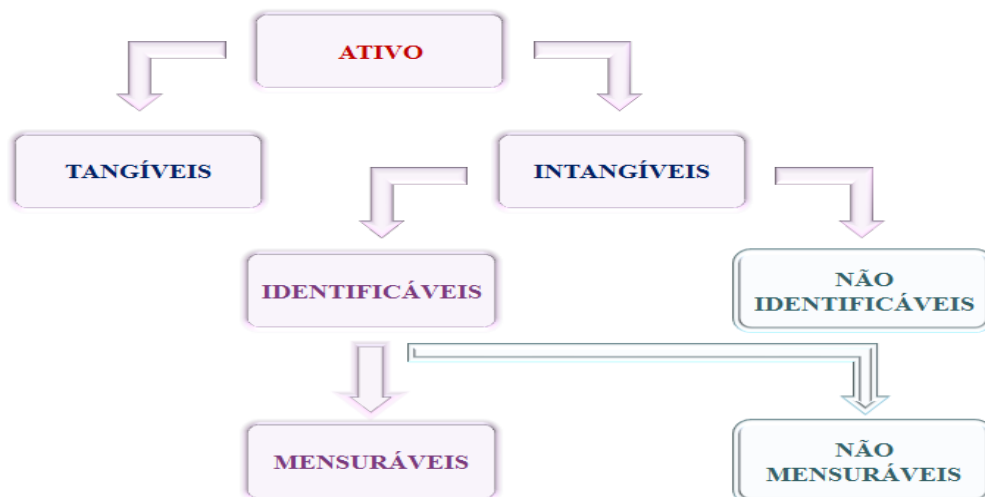 ATIVO
TANGÍVEIS
INTANGÍVEIS
IDENTIFICÁVEIS
NÃO
IDENTIFICÁVEIS
MENSURÁVEIS
NÃO
MENSURÁVEIS